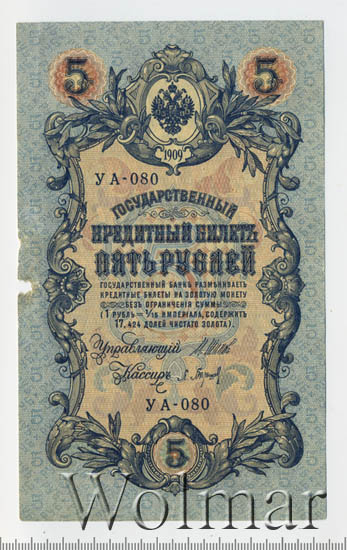 5 5
1909
УА-080
ГОСУДАРСТВЕННЫЙ
КРЕДИТНЫЙ БИЛЕТЪ
ПЯТЬ РУБЛЕЙ
ГОСУДАРСТВЕННЫЙ БАНКЪ РАЗМѢНИВАЕТЪ
КРЕДИТНЫЕ БИЛЕТЫ НА ЗОЛОТУЮ МОНЕТУ
БЕЗЪ ОГРАНИЧЕНІЯ СУММЫ
(1 РУБЛЬ = 1/15 ИМПЕРІАЛА, СОДЕРЖИТЪ
17,424 ДОЛЕЙ ЧИСТАГО ЗОЛОТА).
Управляющій
Кассиръ
УА-080
5
Wolmar